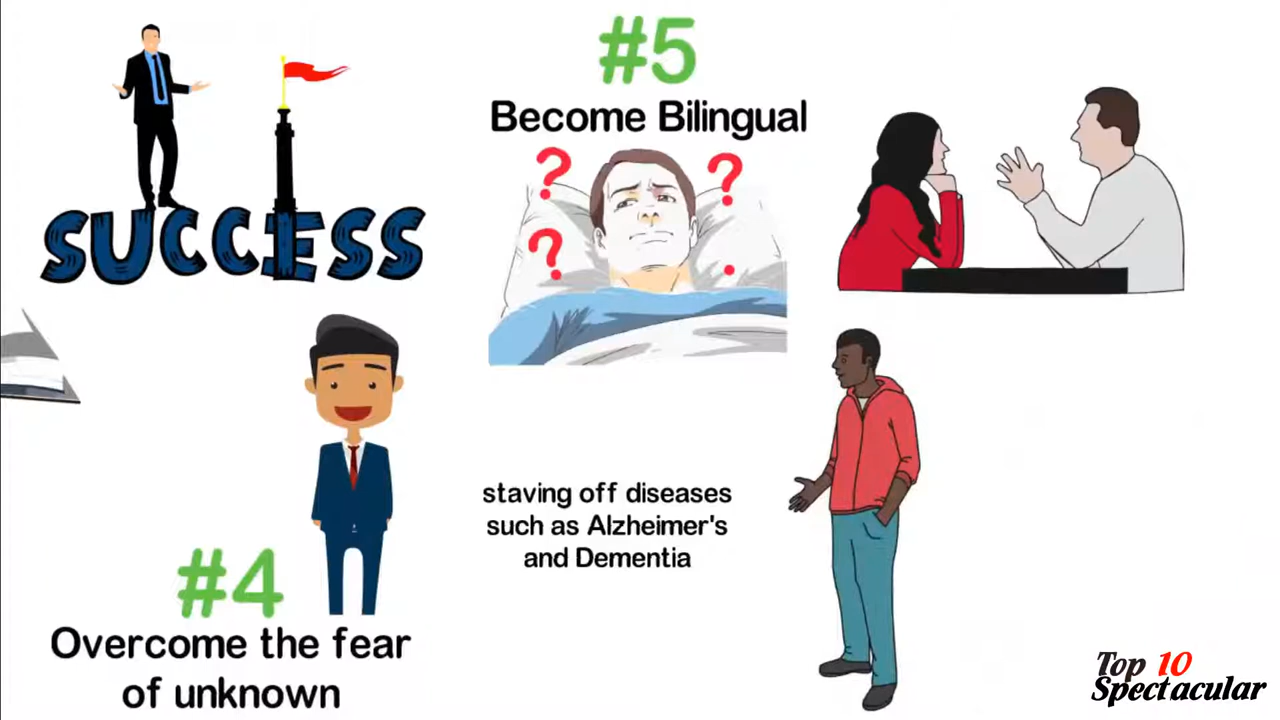 SUCCESS
#4
Overcome the fear
of unknown
#5
Become Bilingual
? ?
?
staving off diseases
such as Alzheimer's
and Dementia
Top 10
Spectacular